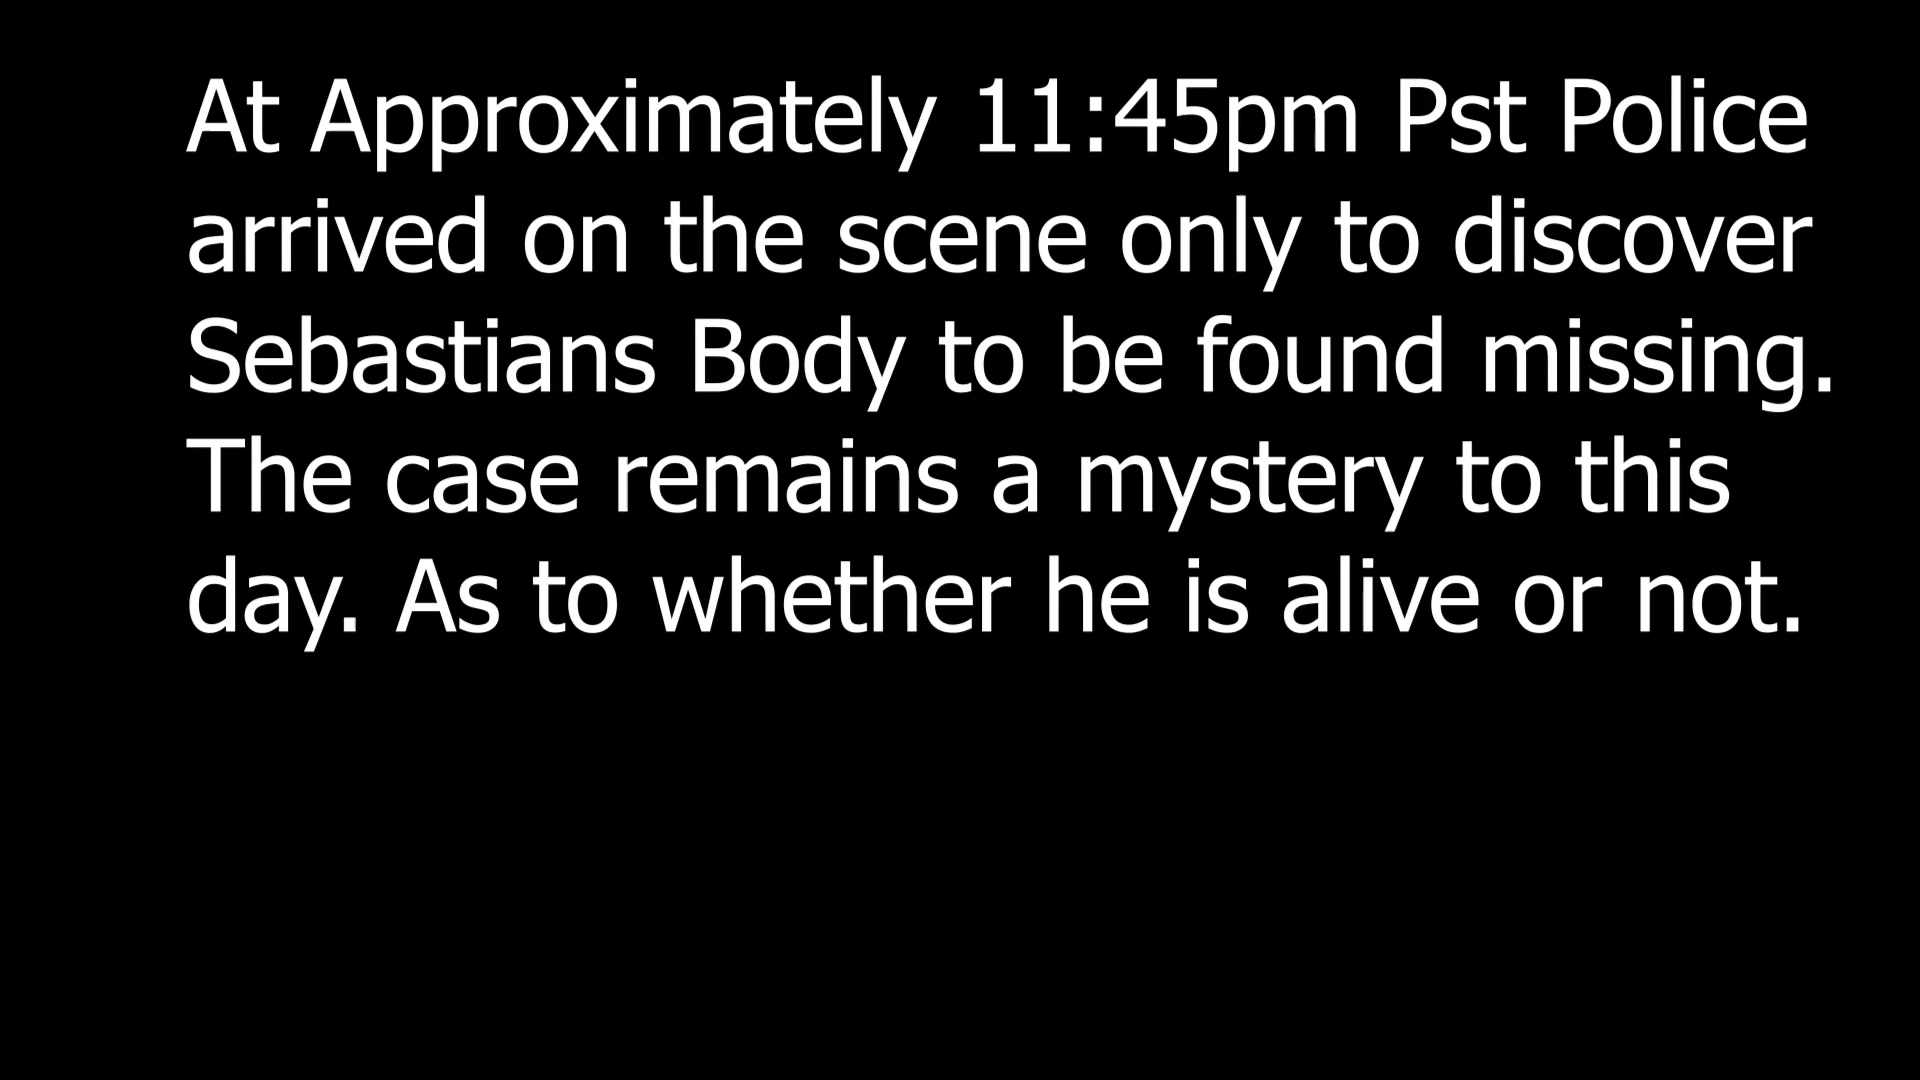 At Approximately 11:45pm Pst Police
arrived on the scene only to discover
Sebastians Body to be found missing.
The case remains a mystery to this
day. As to whether he is alive or not.